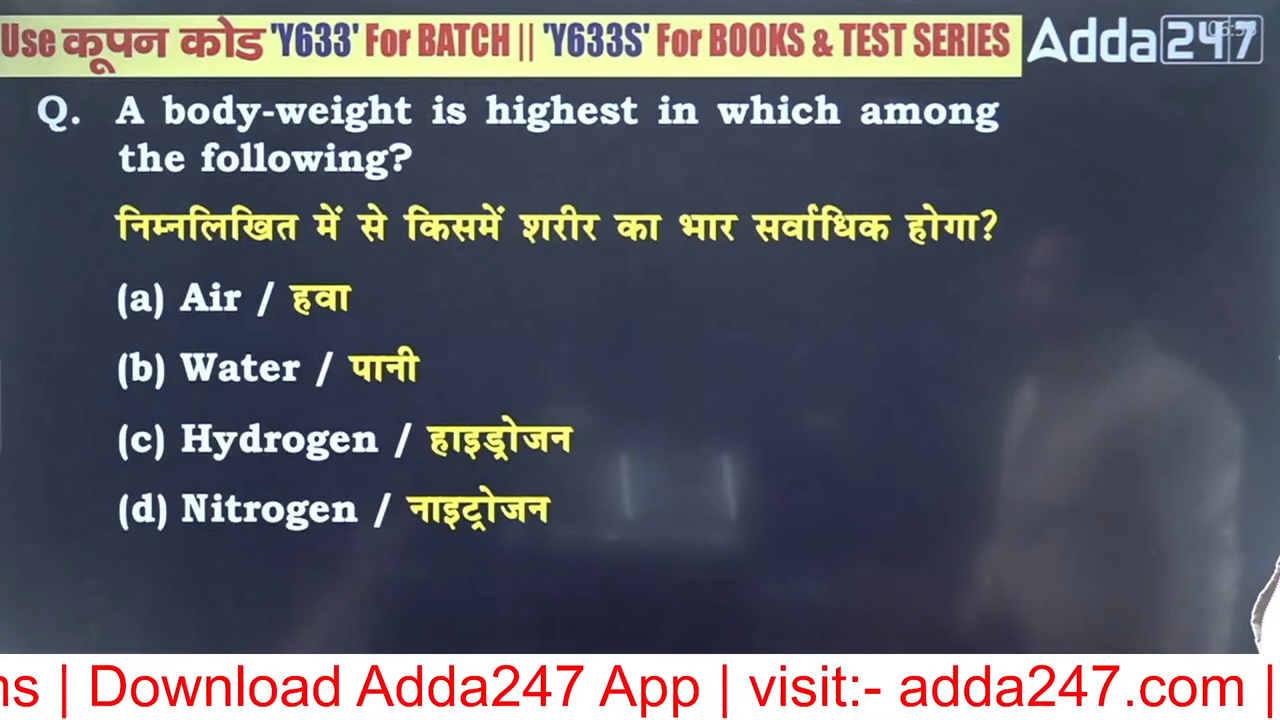 Use कूपन कोड 'Y633' For BATCH || 'Y633S' For BOOKS & TEST SERIES
Adda247
Q. A body-weight is highest in which among
the following?
निम्नलिखित में से किसमें शरीर का भार सर्वाधिक होगा?
(a) Air / हवा
(b) Water / पानी
(c) Hydrogen / हाइड्रोजन
(d) Nitrogen / नाइट्रोजन
ns | Download Adda247 App | visit:- adda247.com |